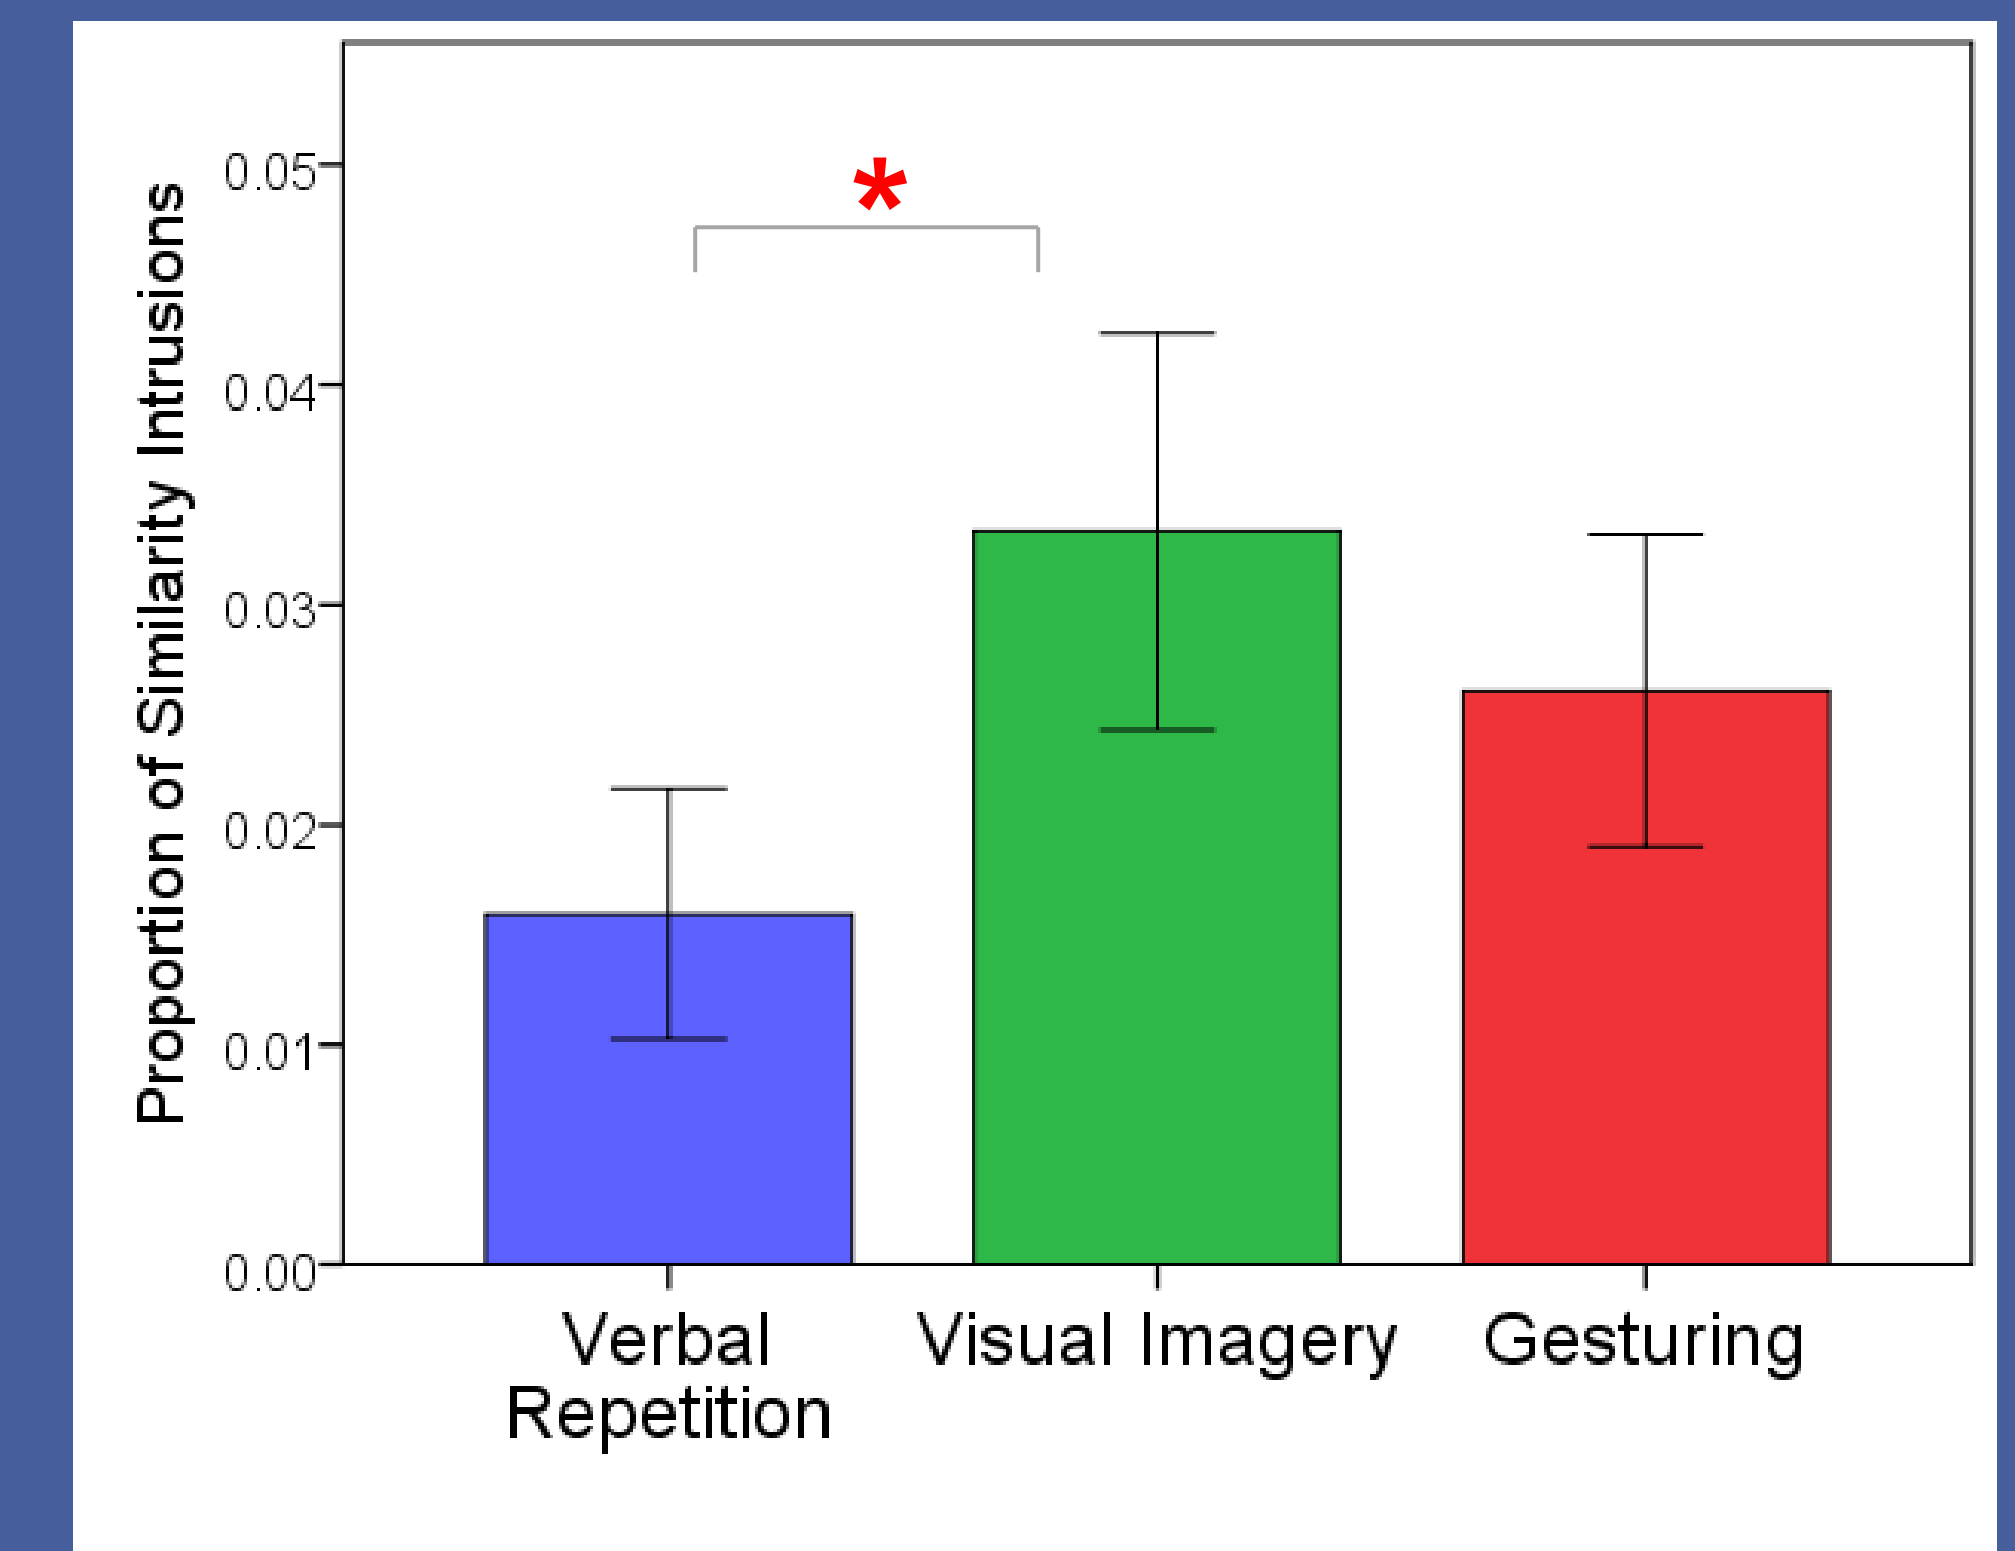 Proportion of Similarity Intrusions
0.05
0.04
0.03
0.02
0.01
0.00
*
Verbal
Repetition
Visual Imagery
Gesturing